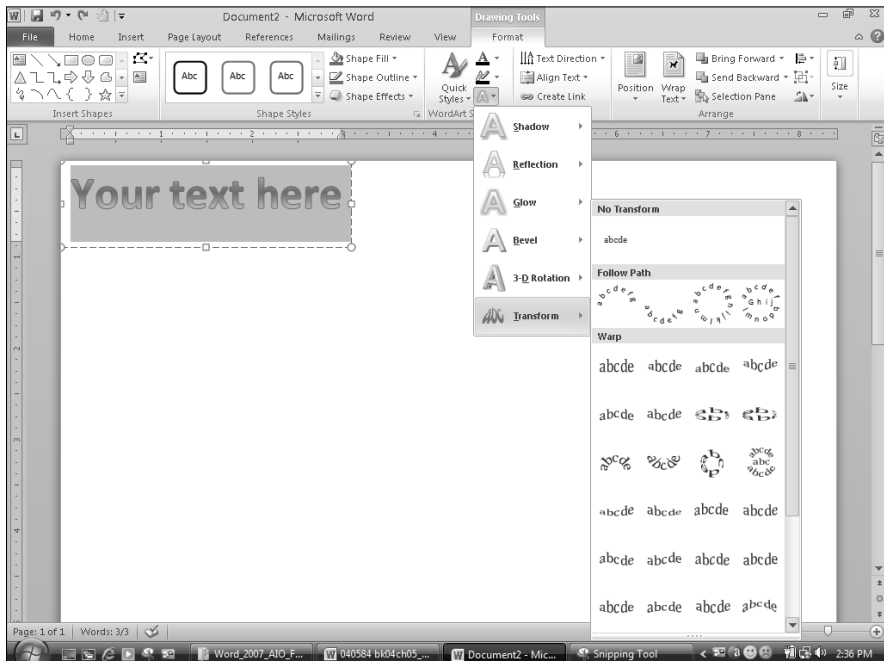 Document2 - Microsoft Word
Drawing Tools
File Home Insert Page Layout References Mailings Review View Format
Abc Abc Abc
Shape Fill
Shape Outline
Shape Effects
Quick Styles
Text Direction
Align Text
Create Link
Position
Wrap Text
Bring Forward
Send Backward
Selection Pane
Size
Insert Shapes
Shape Styles
WordArt S
Arrange
Shadow
Reflection
Glow
Bevel
3-D Rotation
Transform
Your text here
No Transform
abcde
Follow Path
Warp
abcde abcde abcde abcde
abcde abcde
abcde abcde
abcde abcde abcde abcde
abcde abcde abcde abcde
abcde abcde abcde abcde
Page: 1 of 1 Words: 3/3
Word_2007_AIO_F... 040584 bk04ch05_... Document2 - Mic... Snipping Tool 2:36 PM